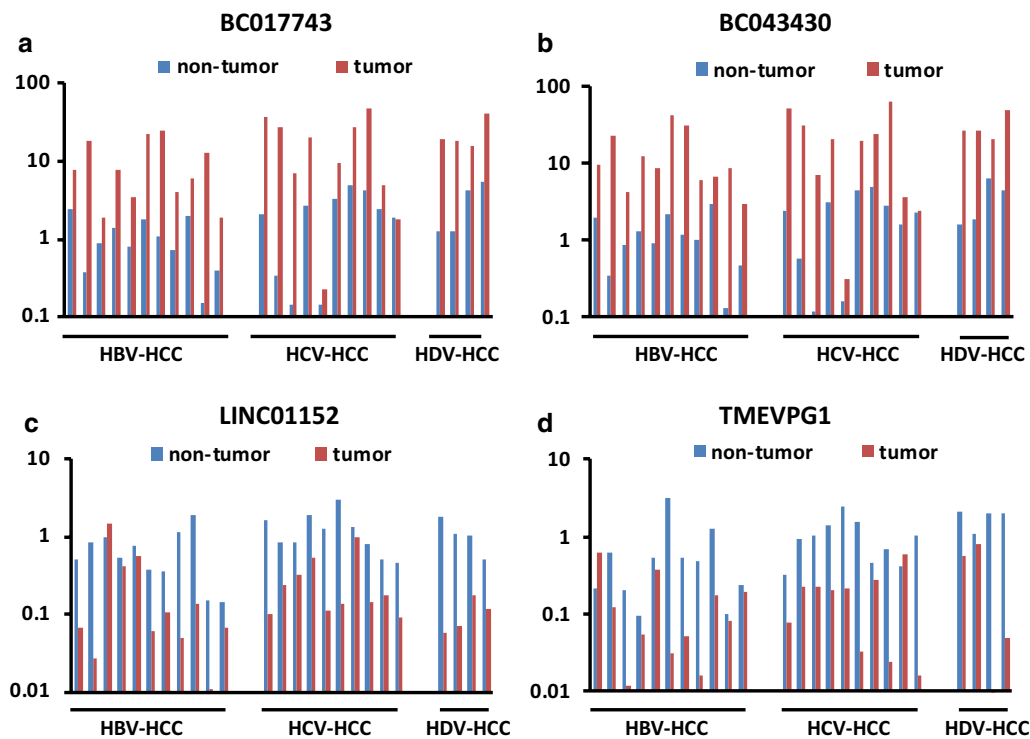 a
BC017743
non-tumor
tumor
100
10
1
0.1
HBV-HCC
HCV-HCC
HDV-HCC
b
BC043430
non-tumor
tumor
100
10
1
0.1
HBV-HCC
HCV-HCC
HDV-HCC
c
LINC01152
non-tumor
tumor
10
1
0.1
0.01
HBV-HCC
HCV-HCC
HDV-HCC
d
TMEVPG1
non-tumor
tumor
10
1
0.1
0.01
HBV-HCC
HCV-HCC
HDV-HCC